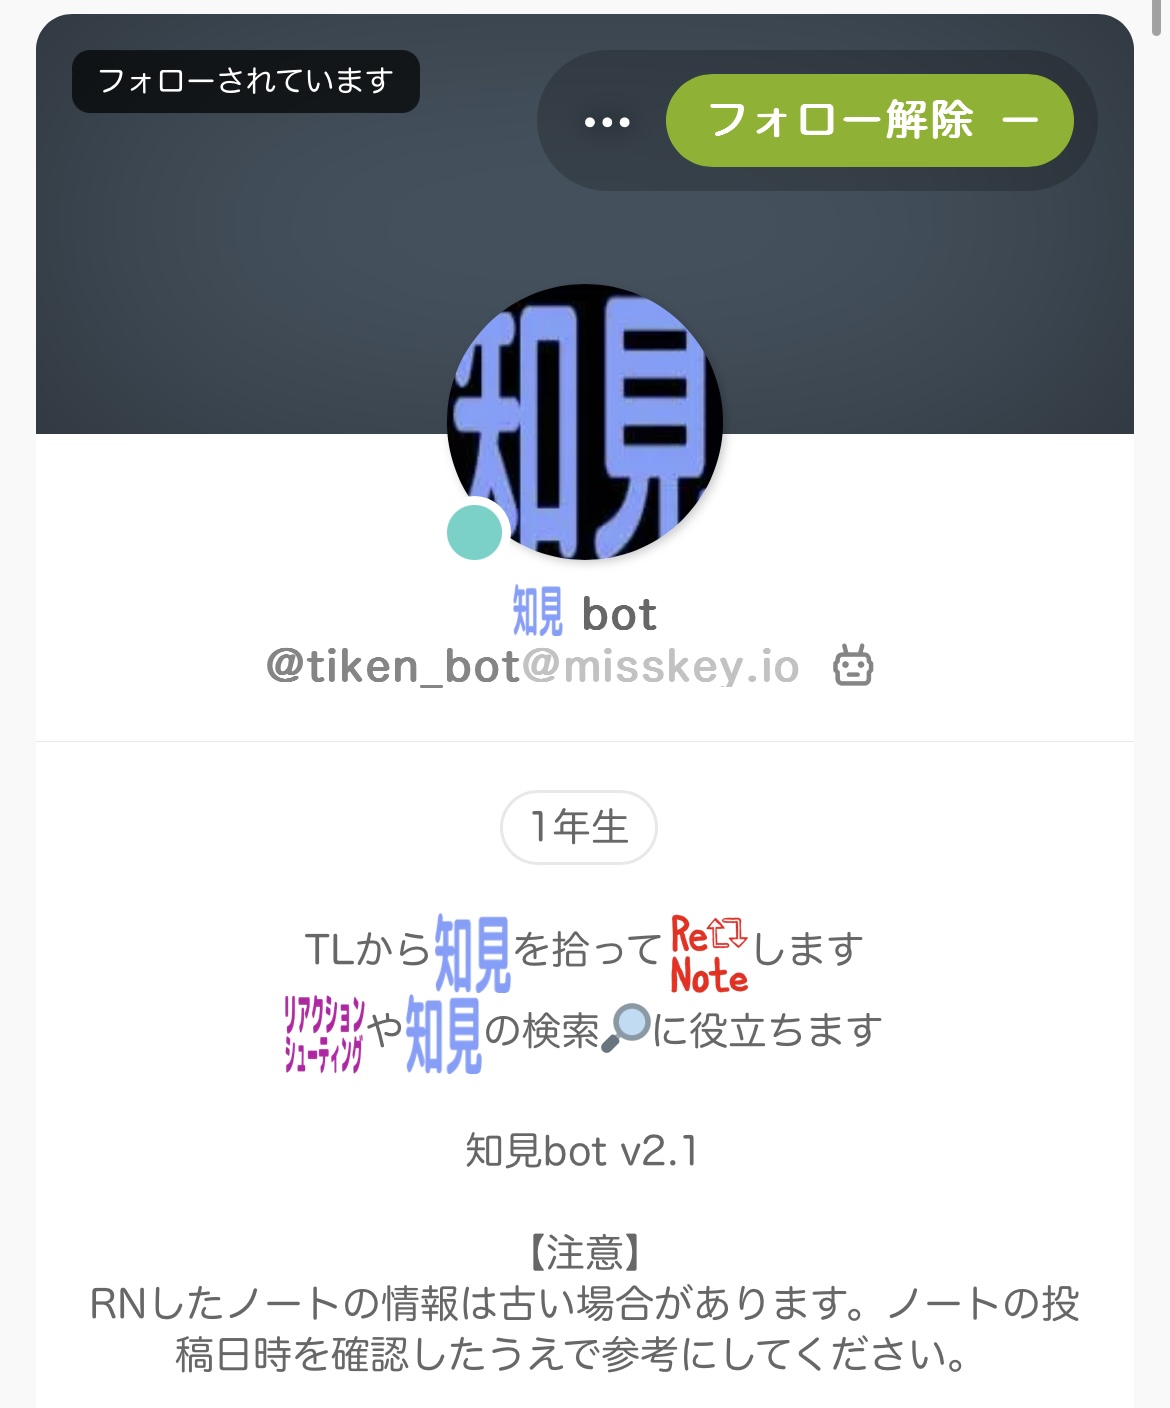 フォローされています
フォロー解除
知見
知見 bot
@tiken_bot@misskey.io
1年生
TLから知見を拾ってReNoteします
リアクションシューティングや知見の検索🔍に役立ちます
知見bot v2.1
【注意】
RNしたノートの情報は古い場合があります。ノートの投
稿日時を確認したうえで参考にしてください。